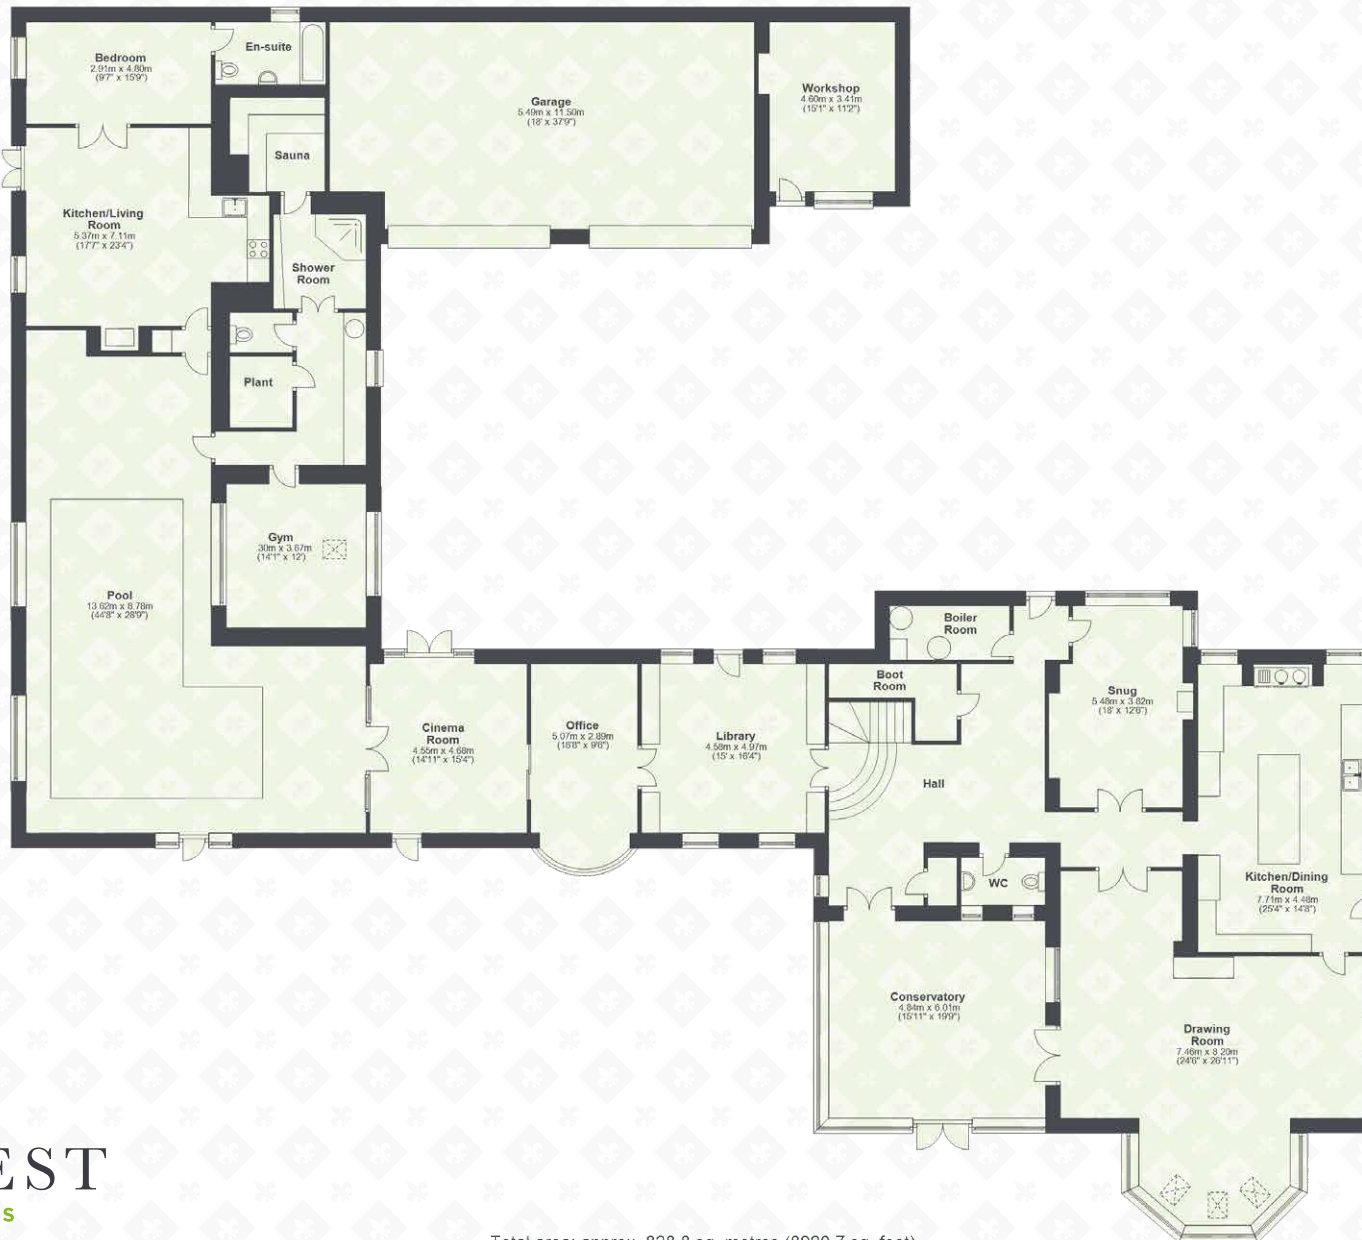 Bedroom
2.91m x 4.80m
(9'7" x 15'9")
En-suite
Sauna
Garage
5.49m x 11.50m
(18' x 37'9")
Workshop
4.60m x 3.41m
(15'1" x 11'2")
Kitchen/Living
Room
5.37m x 7.11m
(17'7" x 23'4")
Shower
Room
Plant
Gym
30m x 3.67m
(14'1" x 12')
Pool
13.62m x 8.78m
(44'8" x 28'9")
Cinema
Room
4.55m x 4.68m
(14'11" x 15'4")
Office
5.07m x 2.89m
(16'8" x 9'6")
Library
4.58m x 4.97m
(15' x 16'4")
Boiler
Room
Boot
Room
Hall
Snug
5.48m x 3.82m
(18' x 12'6")
Kitchen/Dining
Room
7.71m x 4.48m
(25'4" x 14'8")
WC
Conservatory
4.84m x 6.01m
(15'11" x 19'9")
Drawing
Room
7.46m x 8.20m
(24'6" x 26'11")
EST
S